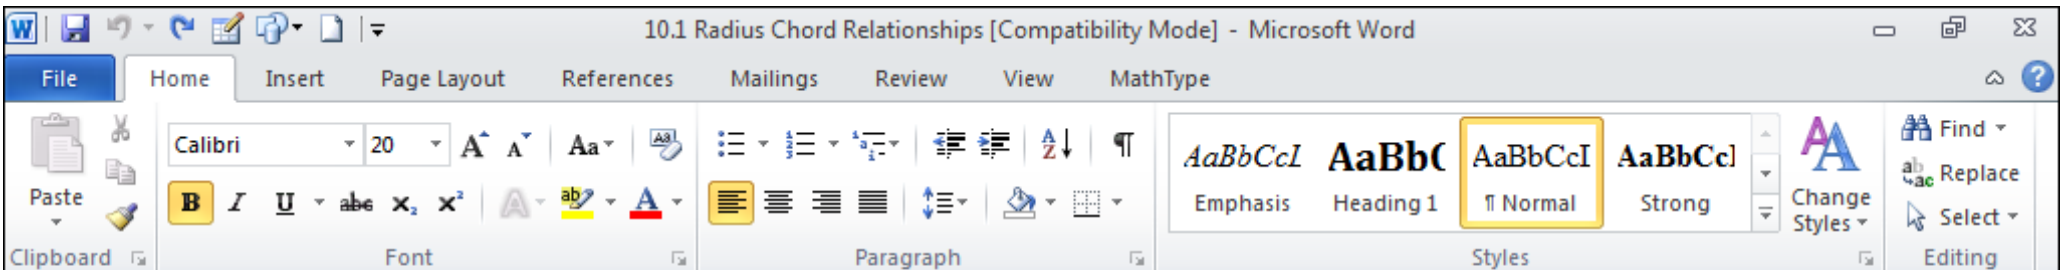 10.1 Radius Chord Relationships [Compatibility Mode] - Microsoft Word
File Home Insert Page Layout References Mailings Review View MathType
Calibri 20 A A Aa
Paste
B I U abc x₂ x² A ab A
AaBbCcI AaBb( AaBbCcI AaBbCcl
Emphasis Heading 1 ¶ Normal Strong
Change
Styles
Find
Replace
Select
Clipboard Font Paragraph Styles Editing